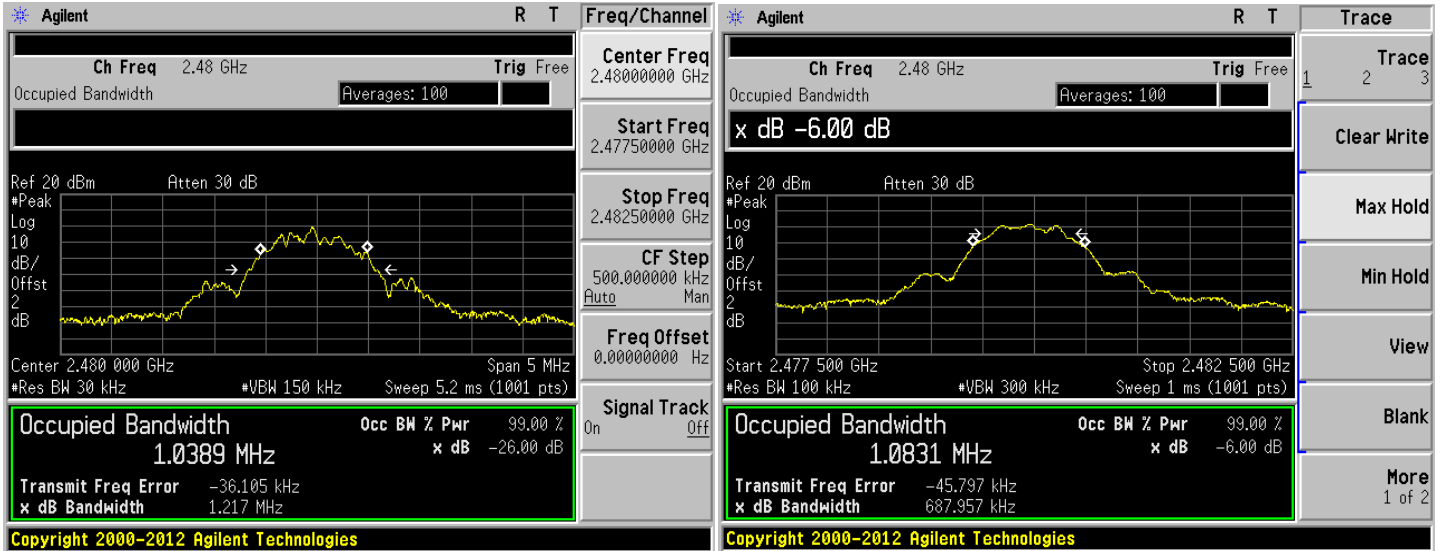 Agilent R T Freq/Channel
Ch Freq 2.48 GHz Trig Free
Occupied Bandwidth Averages: 100
Center Freq
2.48000000 GHz
Start Freq
2.47750000 GHz
Stop Freq
2.48250000 GHz
CF Step
500.000000 kHz
Auto Man
Freq Offset
0.00000000 Hz
Signal Track
On Off
Ref 20 dBm Atten 30 dB
#Peak
Log
10
dB/
Offst
2
dB
Center 2.480 000 GHz Span 5 MHz
#Res BW 30 kHz #VBW 150 kHz Sweep 5.2 ms (1001 pts)
Occupied Bandwidth Occ BW % Pwr 99.00 %
1.0389 MHz x dB -26.00 dB
Transmit Freq Error -36.105 kHz
x dB Bandwidth 1.217 MHz
Copyright 2000-2012 Agilent Technologies
Agilent R T Trace
Ch Freq 2.48 GHz Trig Free
Occupied Bandwidth Averages: 100
x dB -6.00 dB
Trace
1 2 3
Clear Write
Max Hold
Min Hold
View
Blank
More
1 of 2
Ref 20 dBm Atten 30 dB
#Peak
Log
10
dB/
Offst
2
dB
Start 2.477 500 GHz Stop 2.482 500 GHz
#Res BW 100 kHz #VBW 300 kHz Sweep 1 ms (1001 pts)
Occupied Bandwidth Occ BW % Pwr 99.00 %
1.0831 MHz x dB -6.00 dB
Transmit Freq Error -45.797 kHz
x dB Bandwidth 687.957 kHz
Copyright 2000-2012 Agilent Technologies